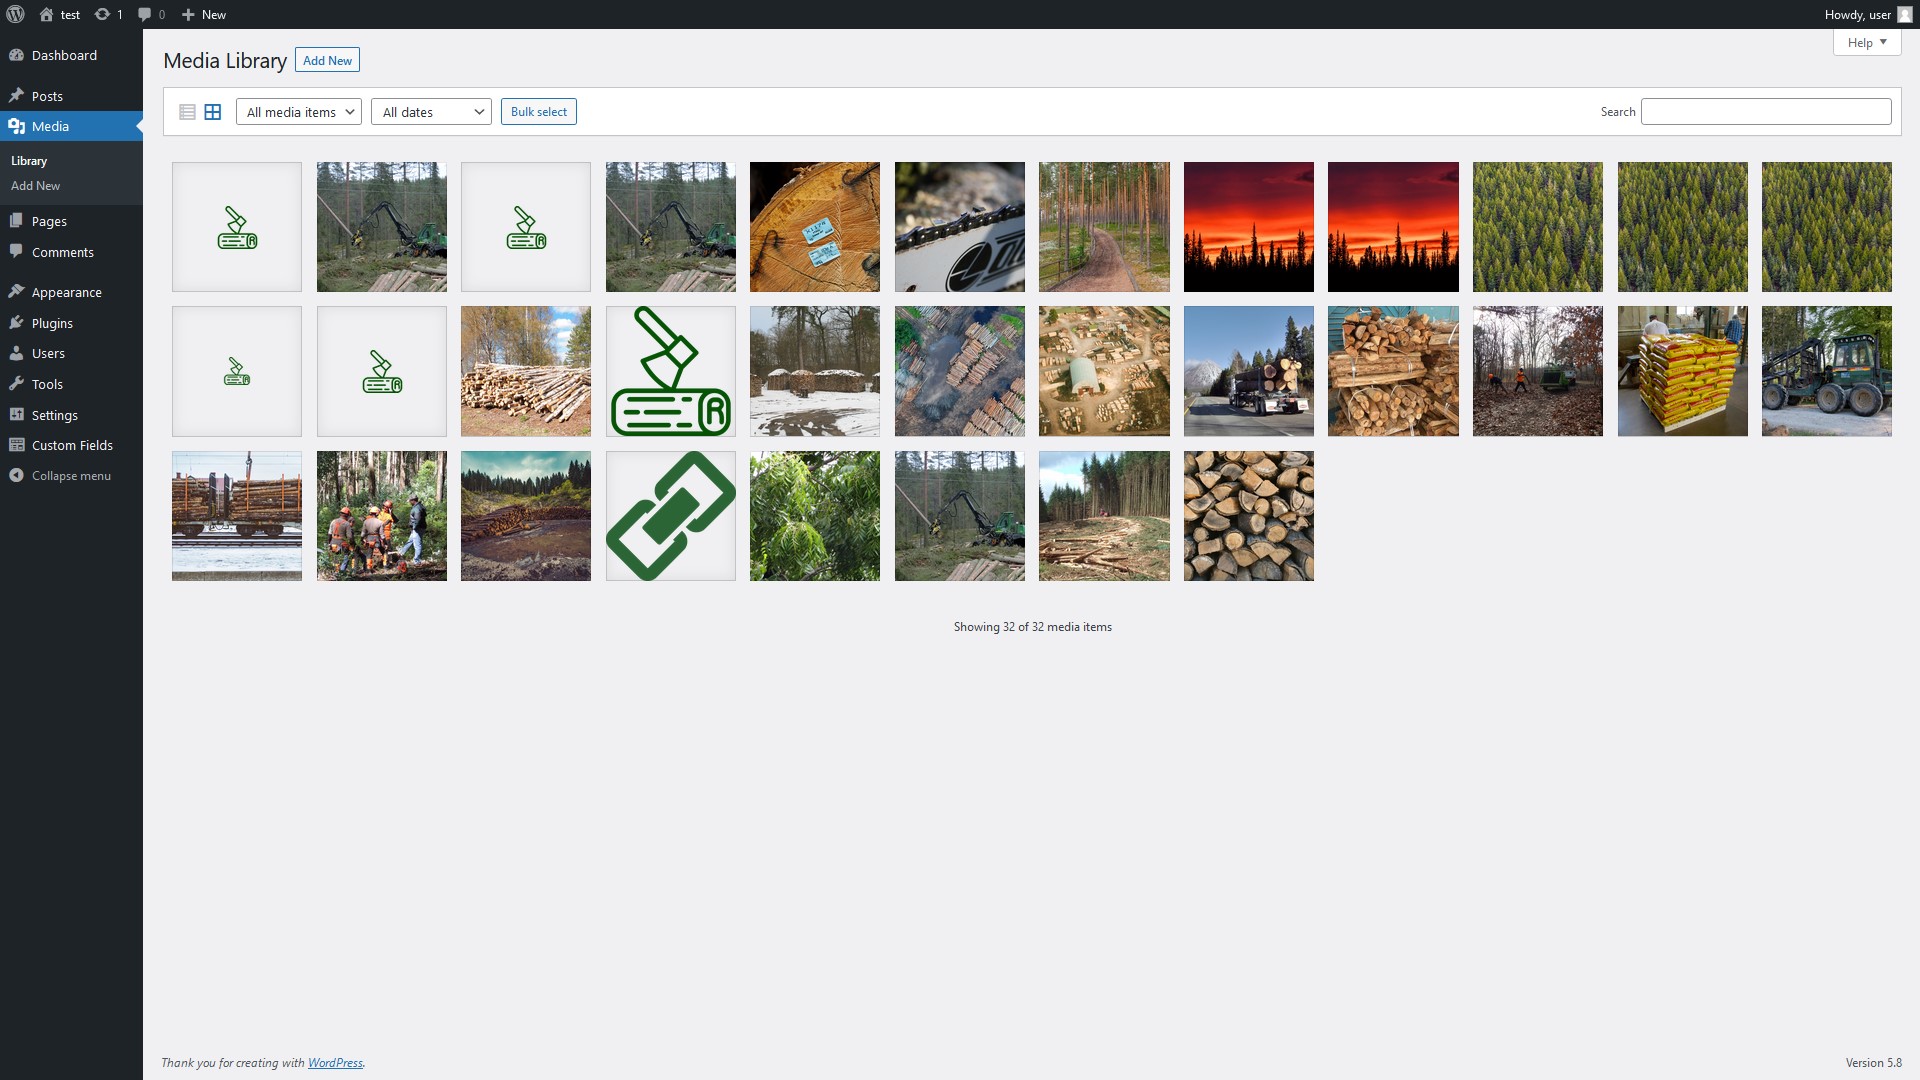 test 1 0 New Howdy, user
Help
Dashboard
Posts
Media
Library
Add New
Pages
Comments
Appearance
Plugins
Users
Tools
Settings
Custom Fields
Collapse menu
Media Library Add New
All media items All dates Bulk select Search
R
R
R
R
R
Showing 32 of 32 media items
Thank you for creating with WordPress. Version 5.8